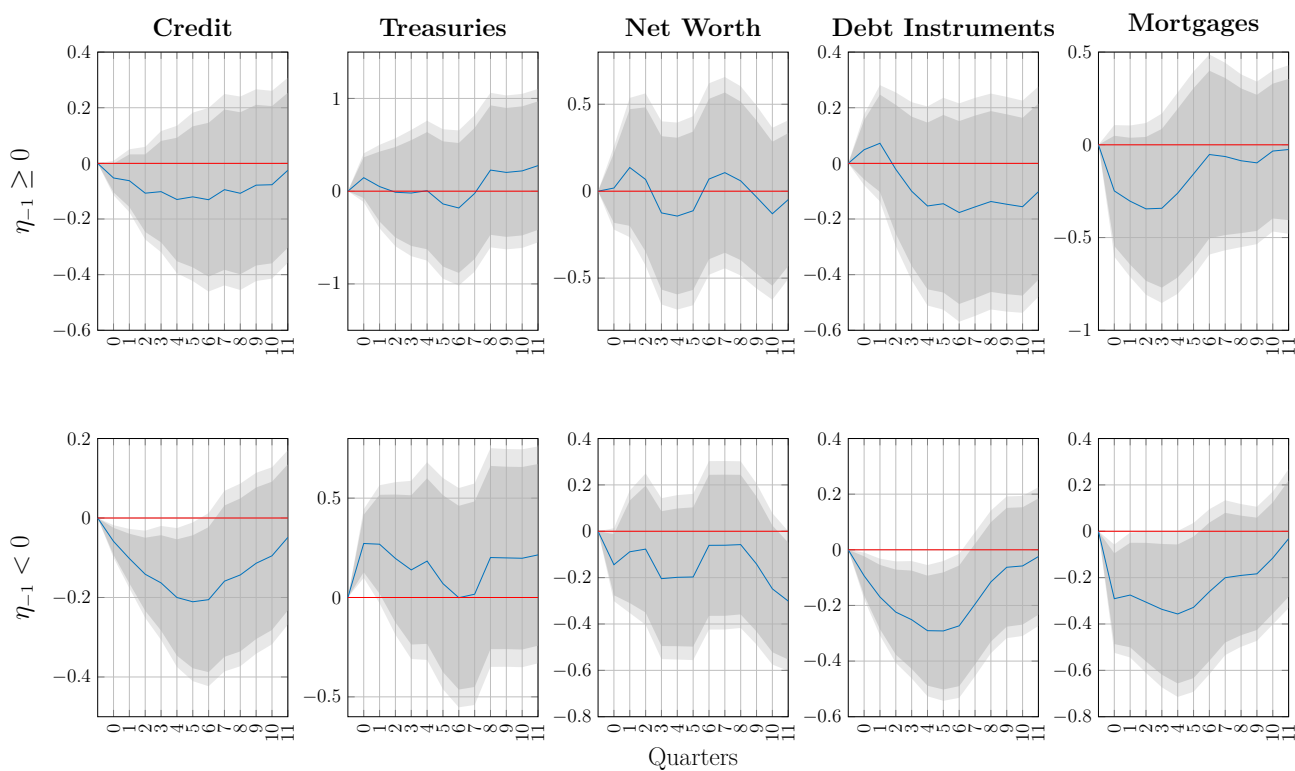 Credit Treasuries Net Worth Debt Instruments Mortgages
η₋₁ ≥ 0
0.4 0.2 0 −0.2 −0.4 −0.6
0 1 2 3 4 5 6 7 8 9 10 11
1 0 −1
0 1 2 3 4 5 6 7 8 9 10 11
0.5 0 −0.5
0 1 2 3 4 5 6 7 8 9 10 11
0.4 0.2 0 −0.2 −0.4 −0.6
0 1 2 3 4 5 6 7 8 9 10 11
0.5 0 −0.5 −1
0 1 2 3 4 5 6 7 8 9 10 11
η₋₁ < 0
0.2 0 −0.2 −0.4
0 1 2 3 4 5 6 7 8 9 10 11
0.5 0 −0.5
0 1 2 3 4 5 6 7 8 9 10 11
0.4 0.2 0 −0.2 −0.4 −0.6 −0.8
0 1 2 3 4 5 6 7 8 9 10 11
0.4 0.2 0 −0.2 −0.4 −0.6
0 1 2 3 4 5 6 7 8 9 10 11
0.4 0.2 0 −0.2 −0.4 −0.6 −0.8
0 1 2 3 4 5 6 7 8 9 10 11
Quarters